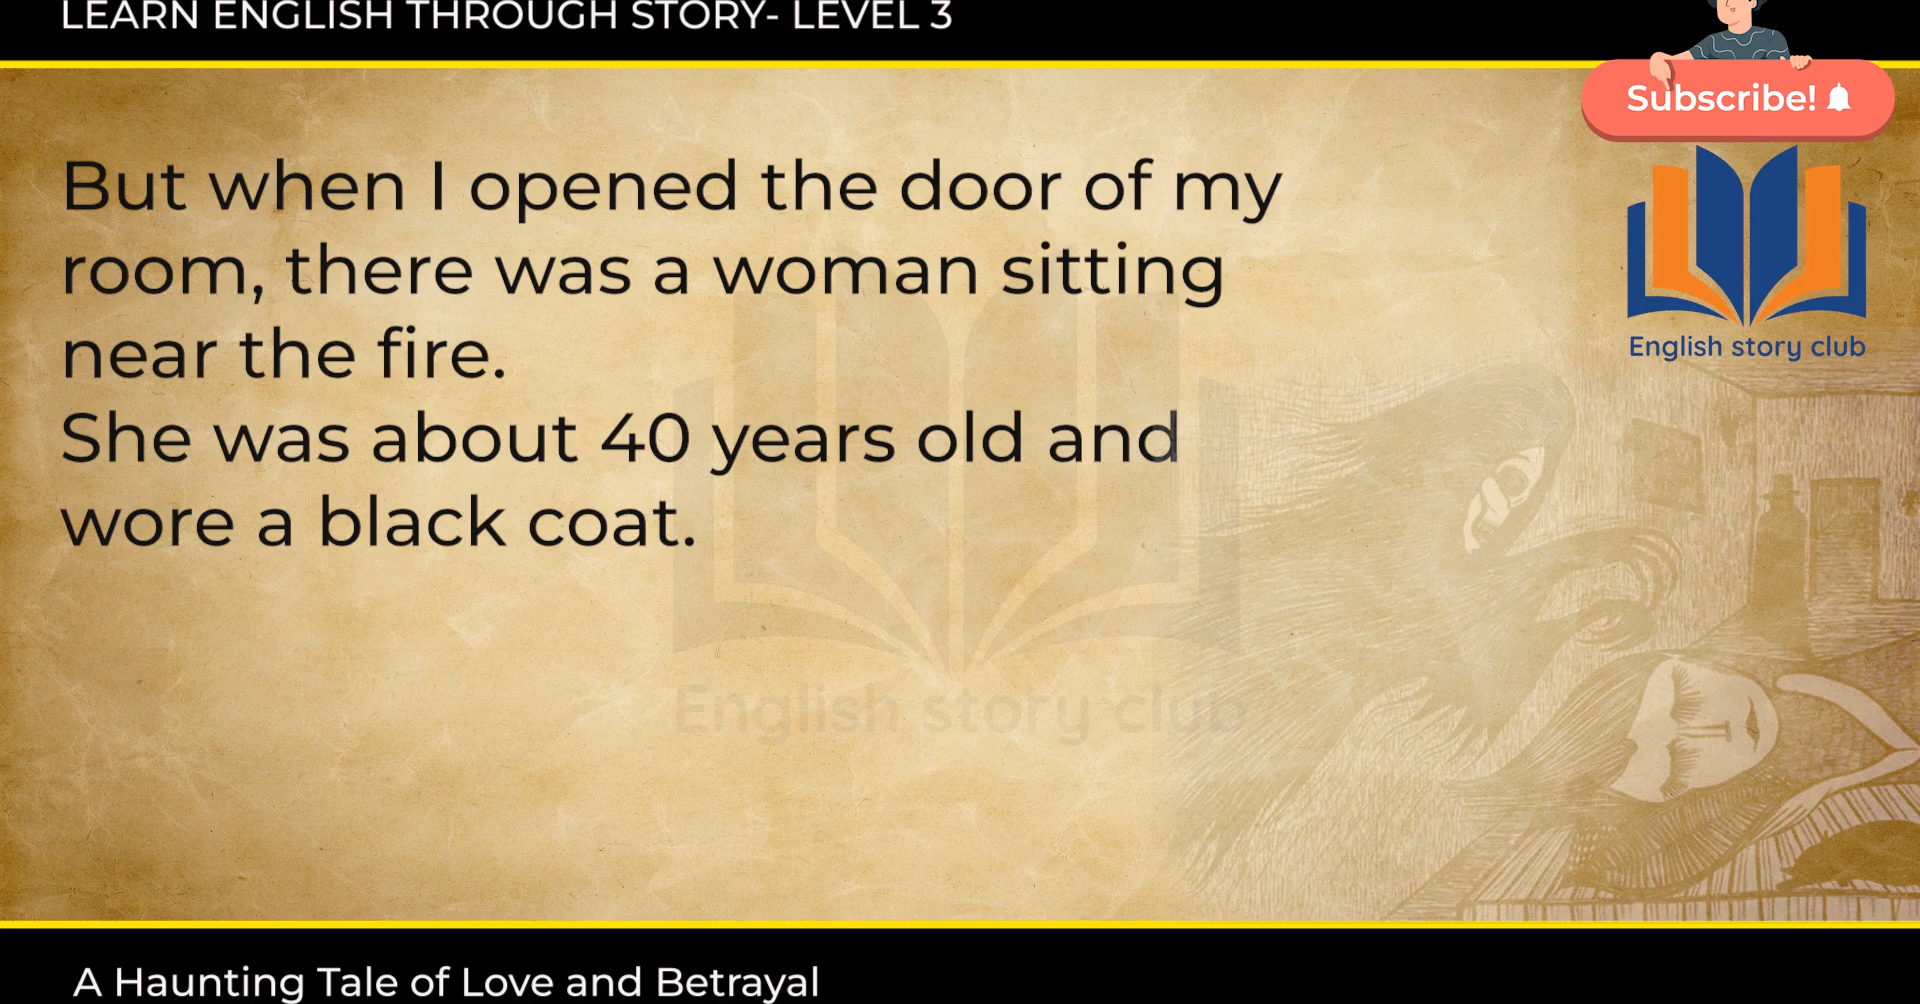 LEARN ENGLISH THROUGH STORY- LEVEL 3
Subscribe!
But when I opened the door of my
room, there was a woman sitting
near the fire.
She was about 40 years old and
wore a black coat.
English story club
English story club
A Haunting Tale of Love and Betrayal